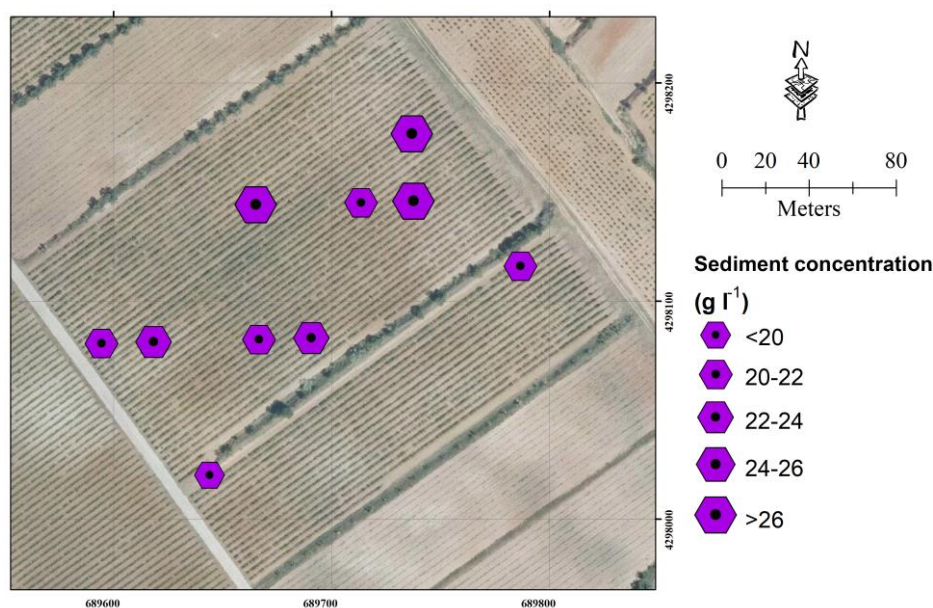 N
4298200
0 20 40 80
Meters
Sediment concentration
(g l⁻¹)
<20
20-22
22-24
24-26
>26
4298100
4298000
689600 689700 689800